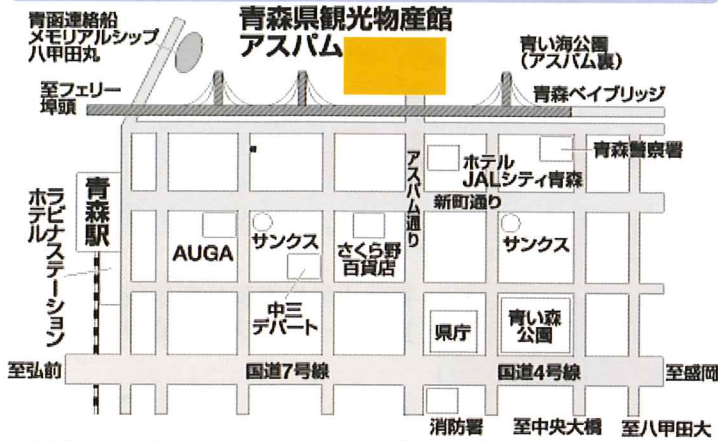 青函連絡船
メモリアルシップ
八甲田丸
青森県観光物産館
アスパム
青い海公園
(アスパム裏)
至フェリー
埠頭
青森ベイブリッジ
青森警察署
アスパム通り
ホテル
JALシティ青森
新町通り
青森駅
ラビナステーション
ホテル
AUGA
サンクス
さくら野
百貨店
サンクス
中三
デパート
県庁
青い森
公園
至弘前
国道7号線
国道4号線
至盛岡
消防署
至中央大橋
至八甲田大